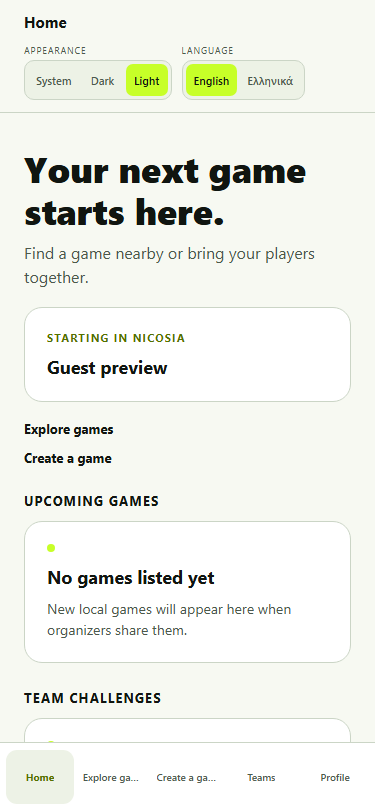 Home
APPEARANCE
LANGUAGE
System Dark Light
English Ελληνικά
Your next game
starts here.
Find a game nearby or bring your players
together.
STARTING IN NICOSIA
Guest preview
Explore games
Create a game
UPCOMING GAMES
No games listed yet
New local games will appear here when
organizers share them.
TEAM CHALLENGES
Home Explore ga... Create a ga... Teams Profile